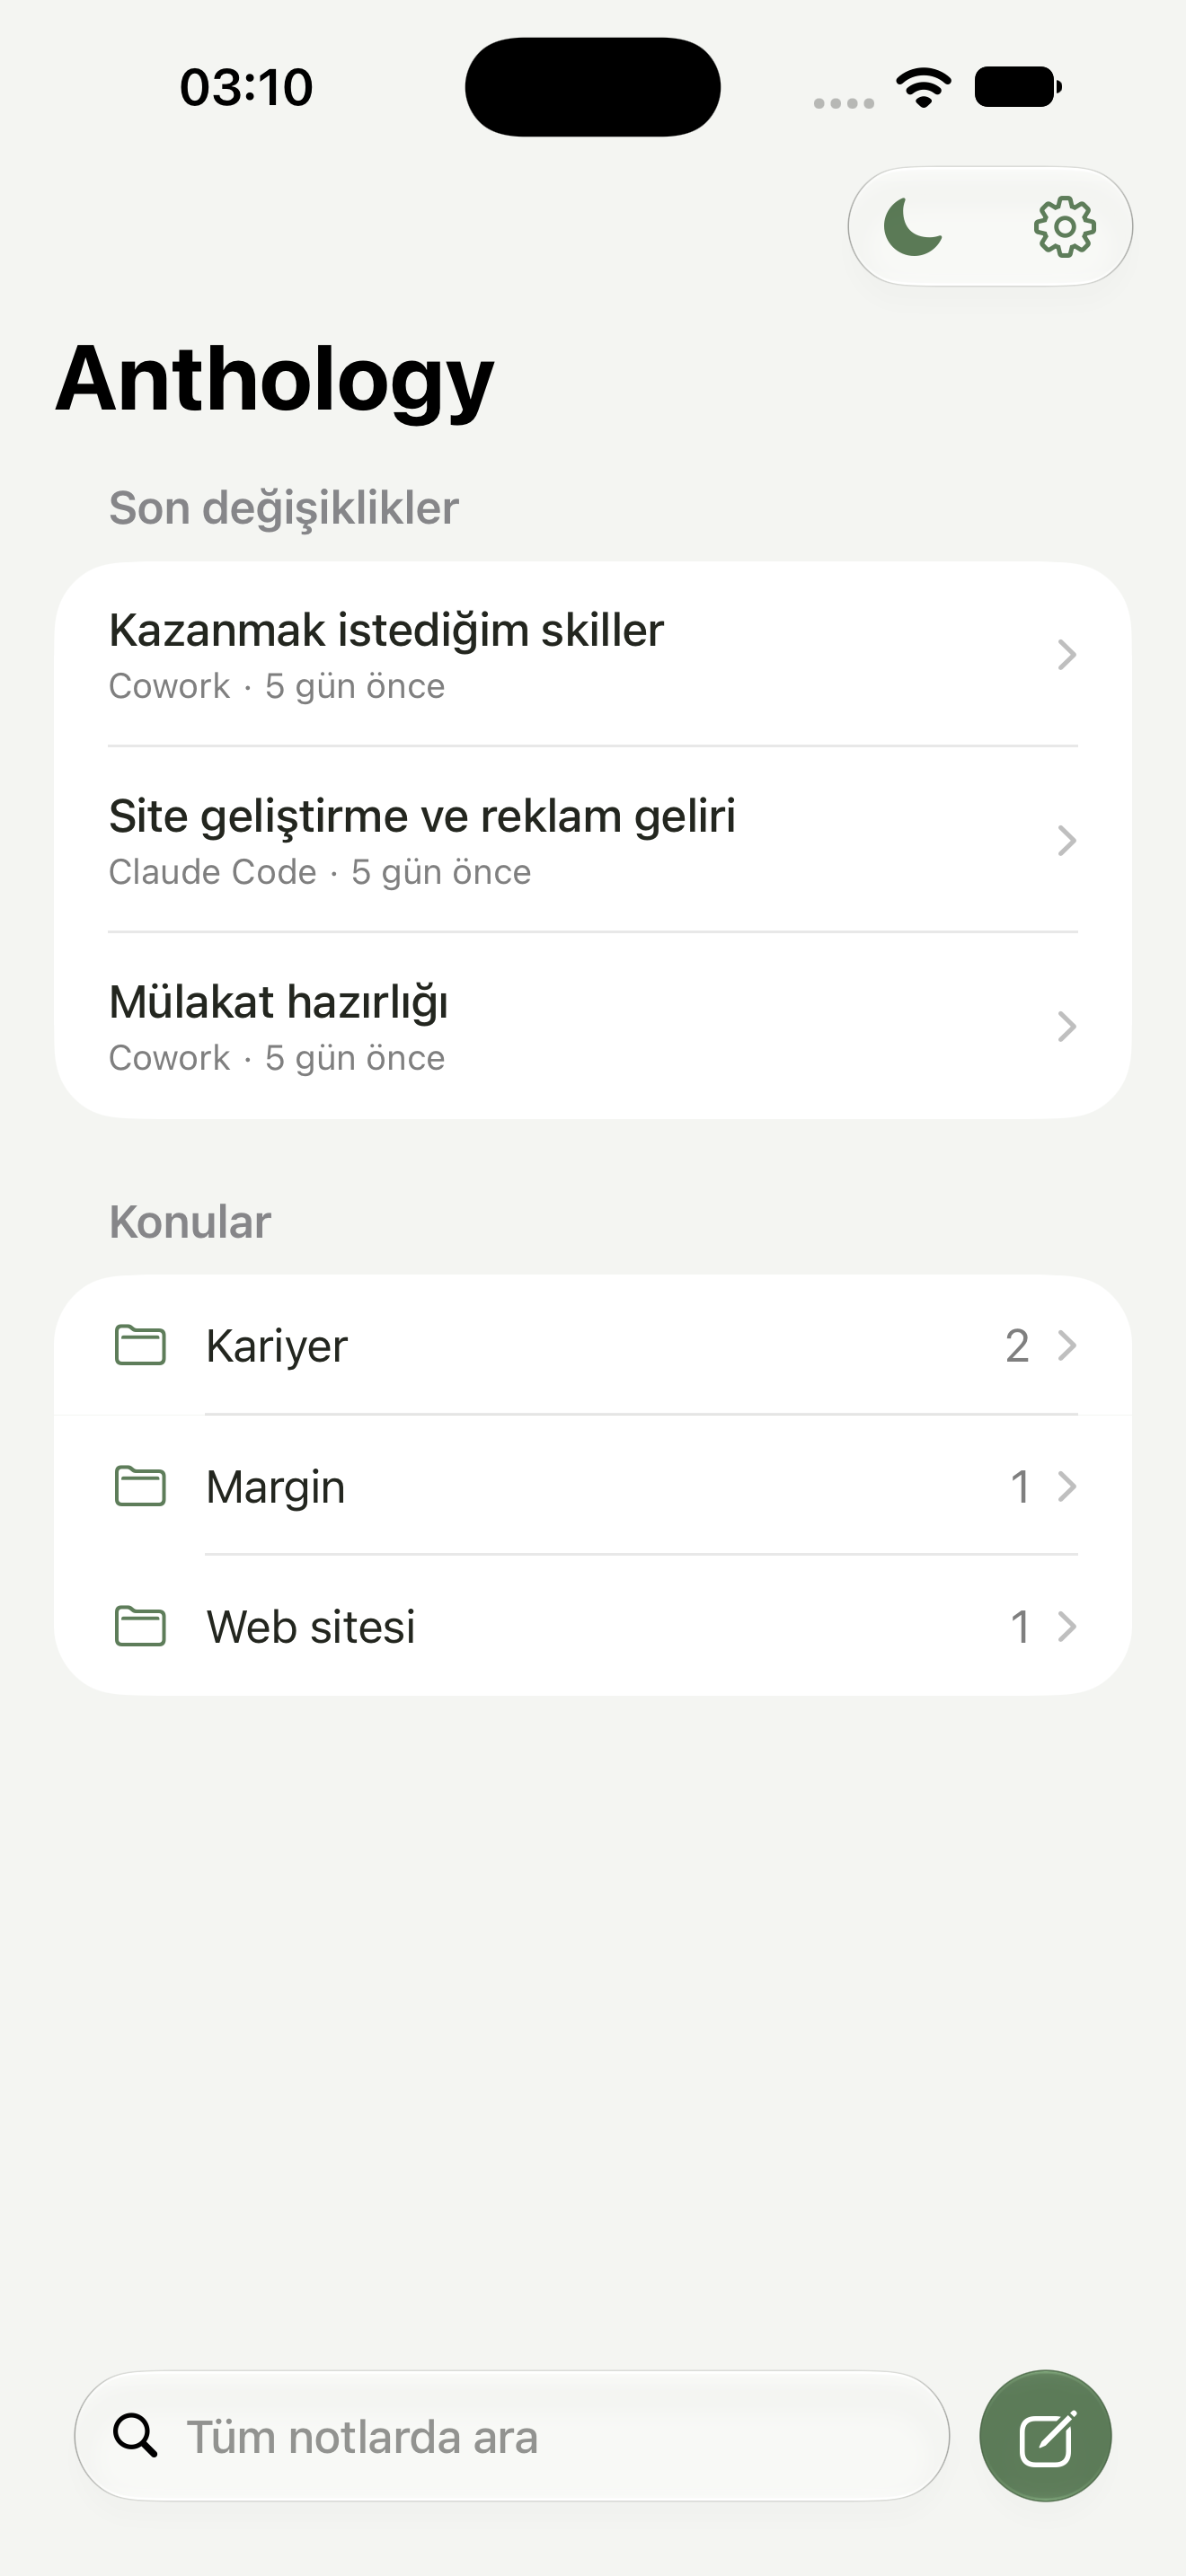 03:10
Anthology
Son değişiklikler
Kazanmak istediğim skiller
Cowork · 5 gün önce
Site geliştirme ve reklam geliri
Claude Code · 5 gün önce
Mülakat hazırlığı
Cowork · 5 gün önce
Konular
Kariyer 2
Margin 1
Web sitesi 1
Tüm notlarda ara